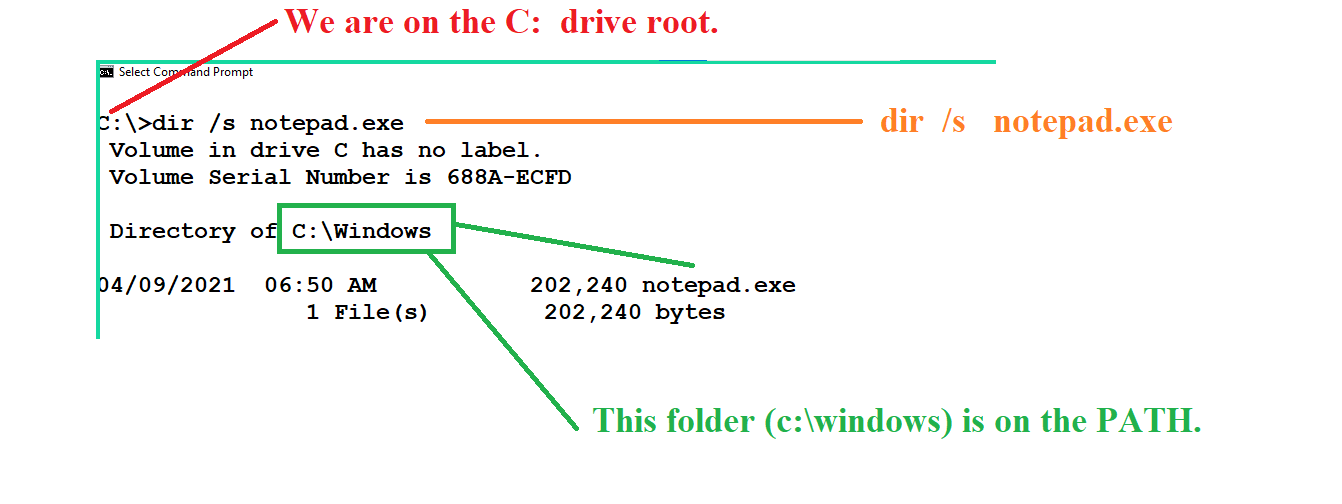 We are on the C: drive root.
Select Command Prompt
C:\>dir /s notepad.exe
dir /s notepad.exe
Volume in drive C has no label.
Volume Serial Number is 688A-ECFD
Directory of C:\Windows
04/09/2021 06:50 AM 202,240 notepad.exe
1 File(s) 202,240 bytes
This folder (c:\windows) is on the PATH.